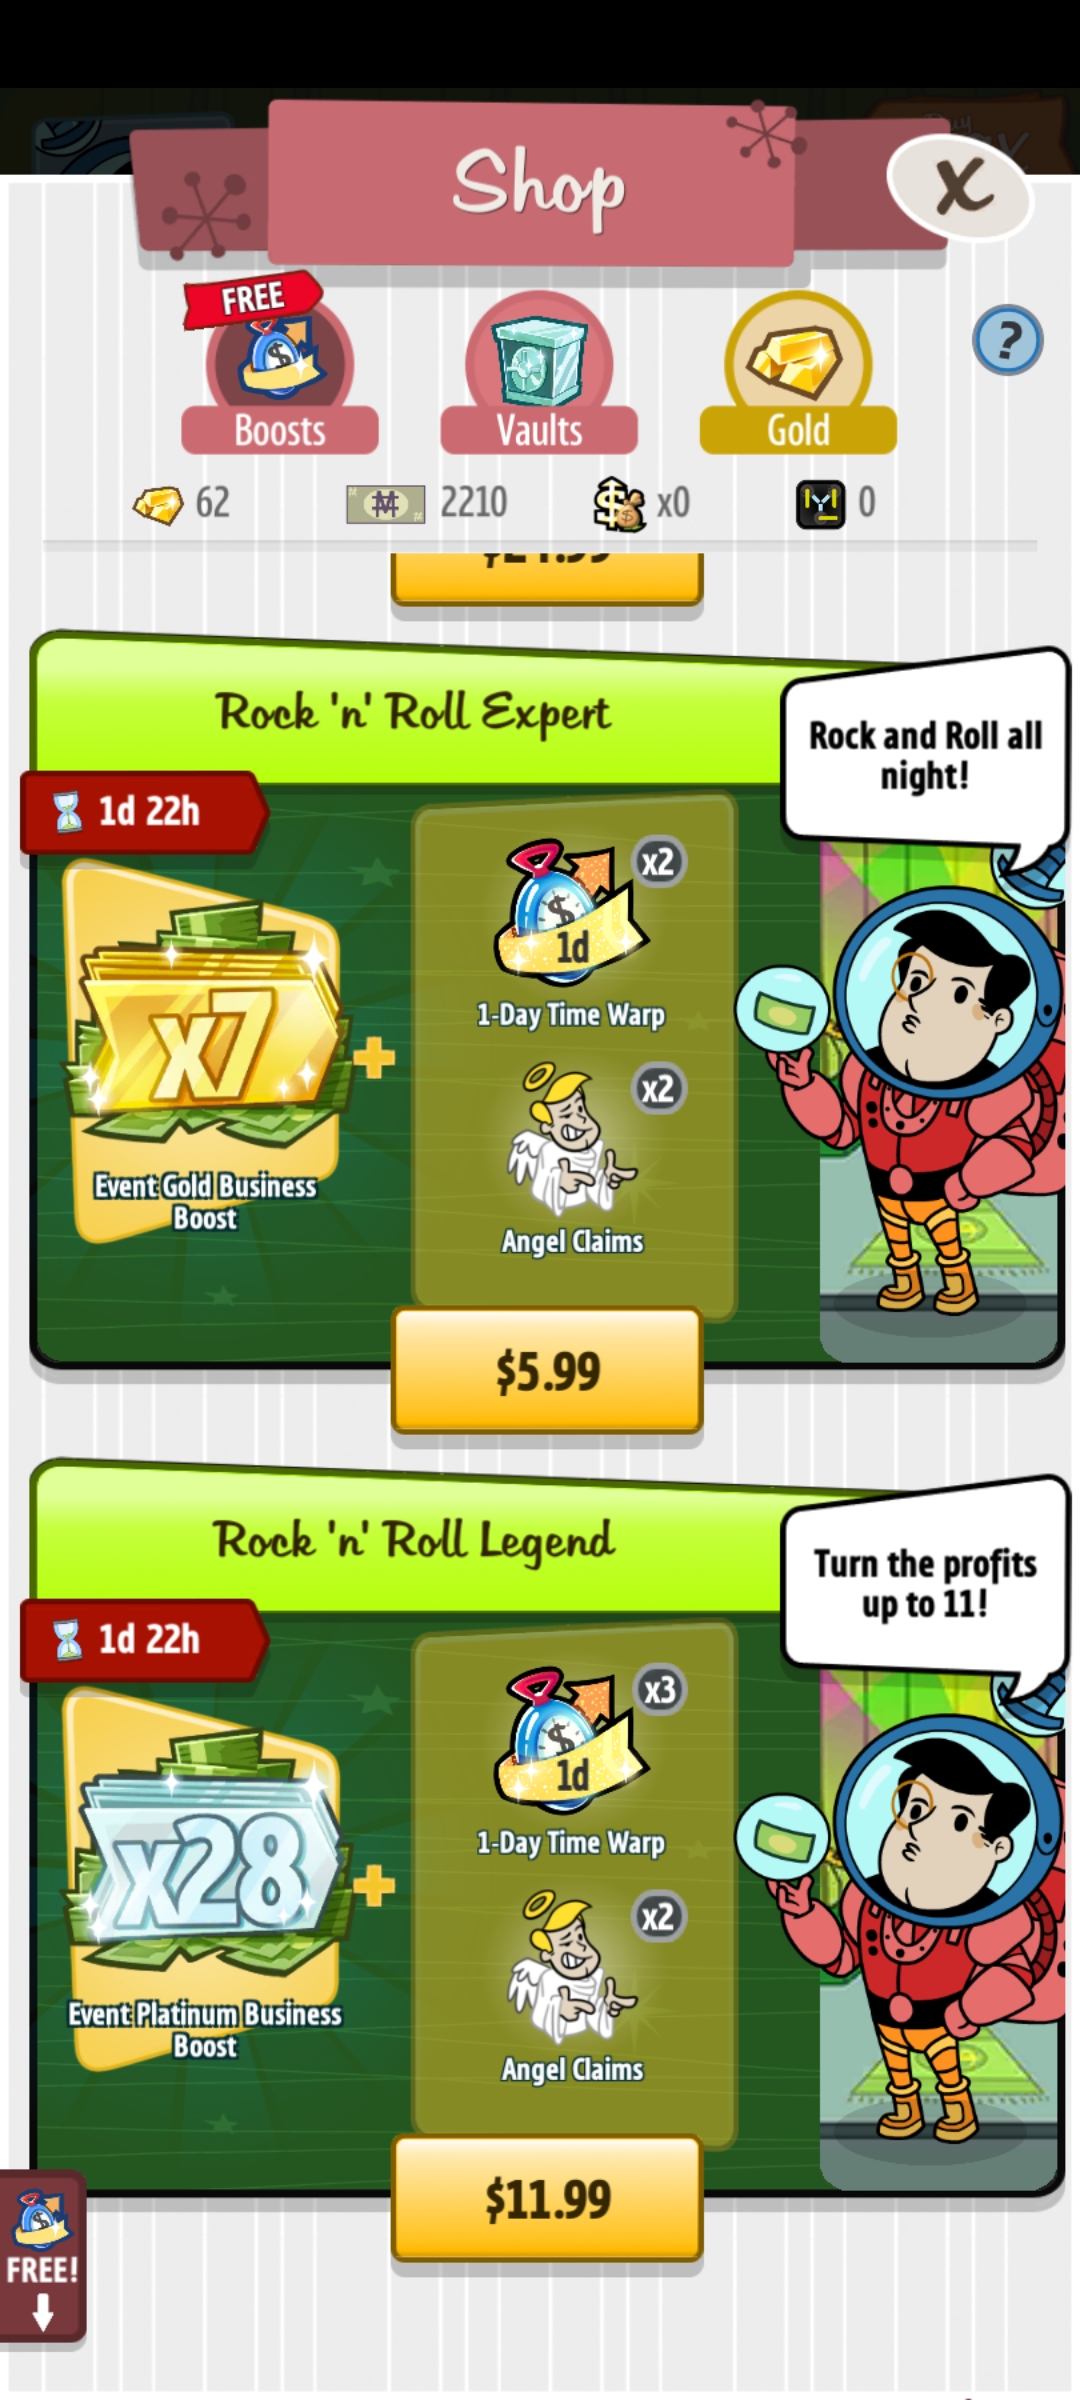 Shop
X
FREE
Boosts
Vaults
Gold
?
62
2210
x0
0
Rock 'n' Roll Expert
Rock and Roll all
night!
1d 22h
x2
1d
1-Day Time Warp
x7
x2
Event Gold Business
Boost
Angel Claims
$5.99
Rock 'n' Roll Legend
Turn the profits
up to 11!
1d 22h
x3
1d
1-Day Time Warp
x28
x2
Event Platinum Business
Boost
Angel Claims
$11.99
FREE!